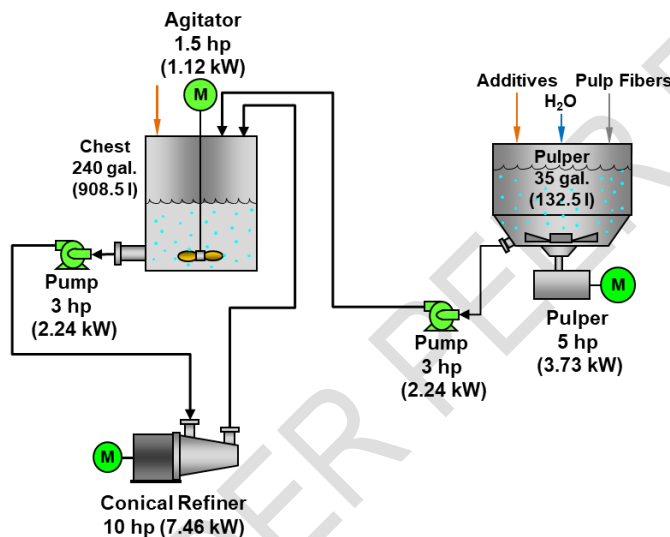 Agitator
1.5 hp
(1.12 kW)
M
Additives
H₂O
Pulp Fibers
Chest
240 gal.
(908.5 l)
Pulper
35 gal.
(132.5 l)
Pump
3 hp
(2.24 kW)
Pump
3 hp
(2.24 kW)
M
Pulper
5 hp
(3.73 kW)
M
Conical Refiner
10 hp (7.46 kW)
PEER
PEER